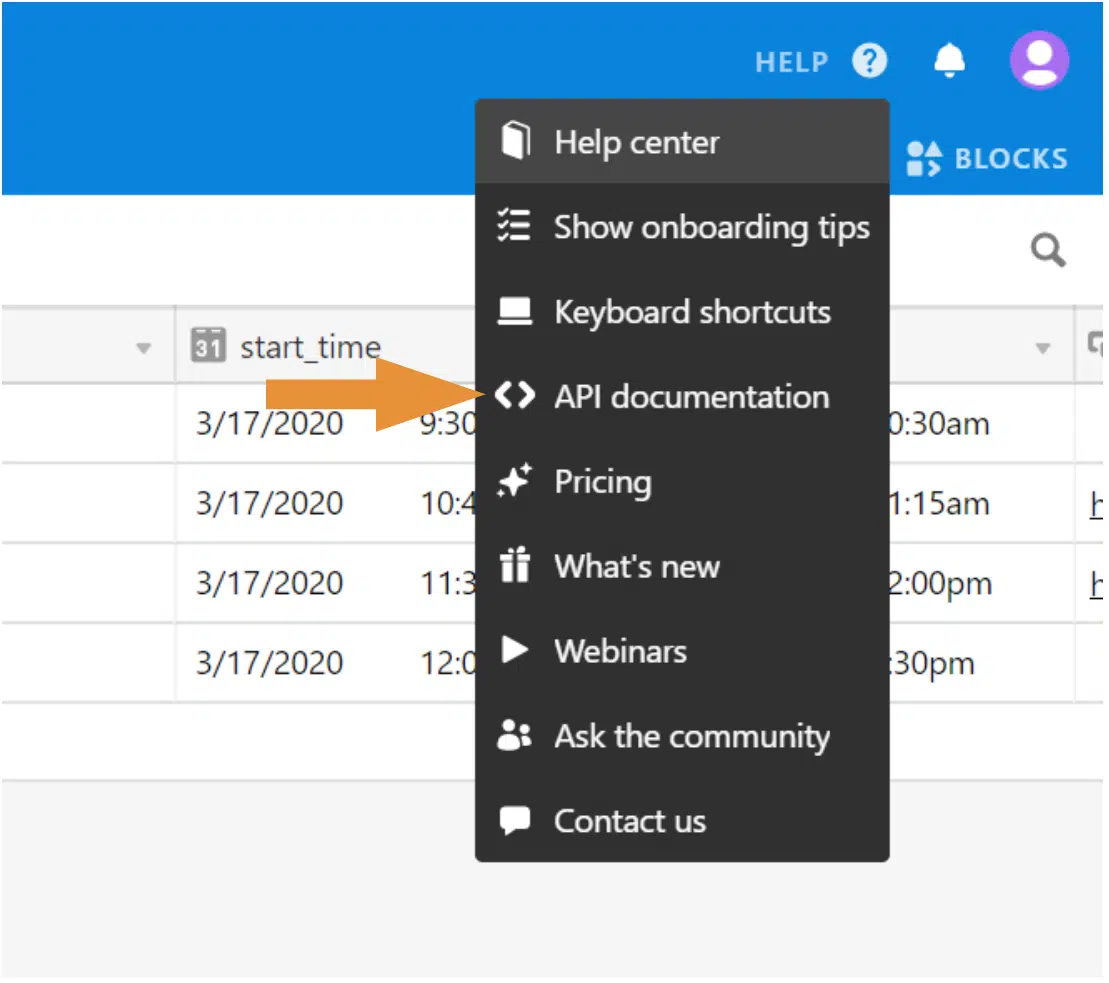 HELP ?
Help center
BLOCKS
Show onboarding tips
Keyboard shortcuts
31 start_time
API documentation
3/17/2020 9:30 0:30am
Pricing
3/17/2020 10:4 1:15am
What's new
3/17/2020 11:3 2:00pm
Webinars
3/17/2020 12:0 :30pm
Ask the community
Contact us